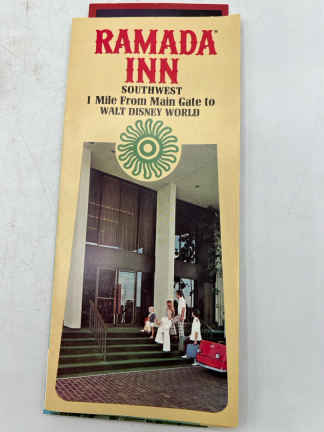 RAMADA
INN
SOUTHWEST
1 Mile From Main Gate to
WALT DISNEY WORLD